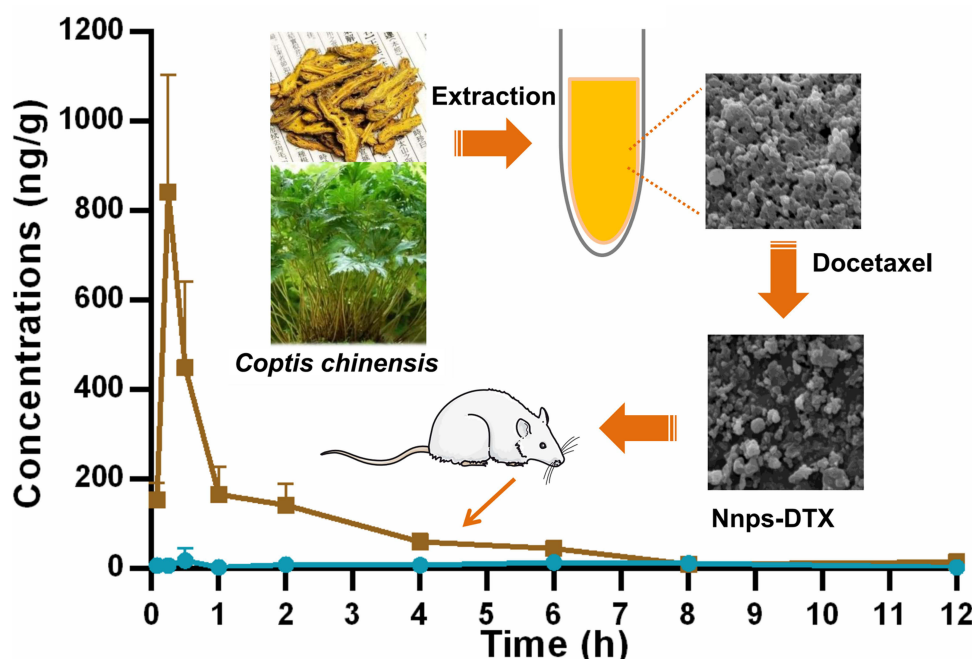 1200
1000
800
600
400
200
0
Concentrations (ng/g)
Extraction
Docetaxel
Coptis chinensis
Nnps-DTX
0 1 2 3 4 5 6 7 8 9 10 11 12
Time (h)